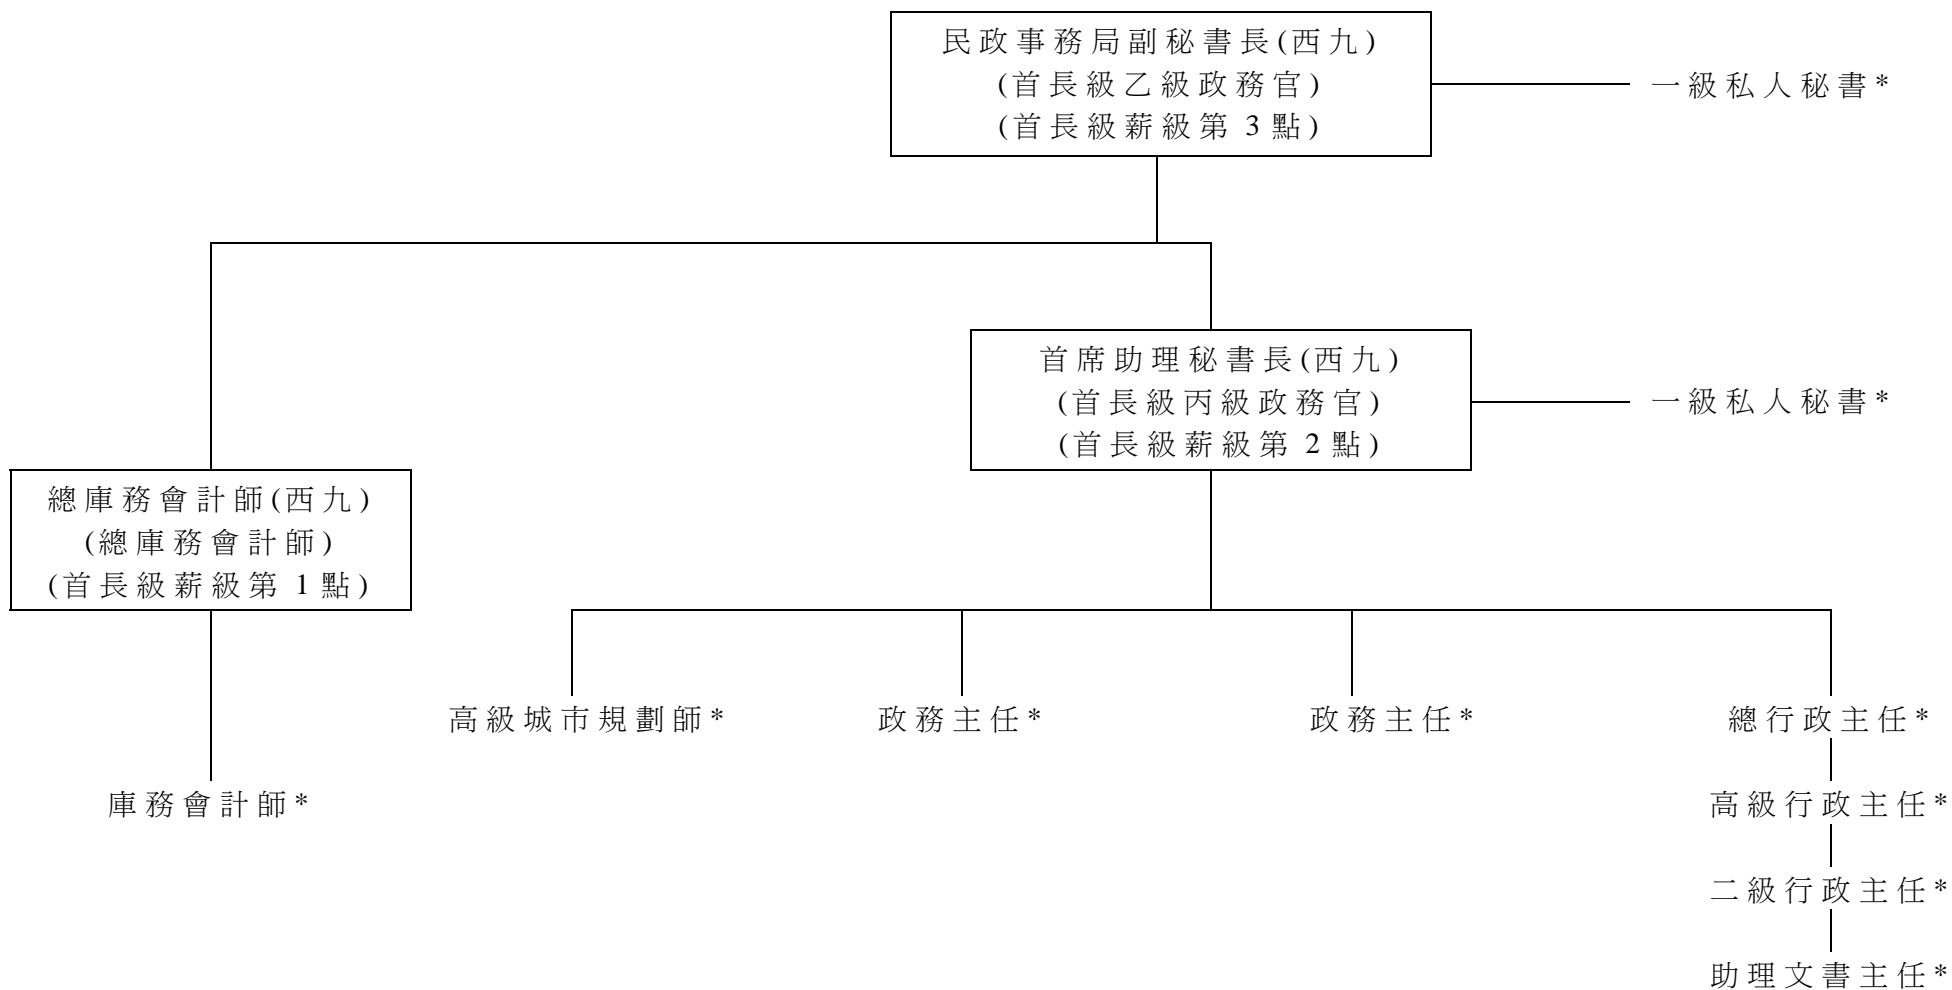 民政事務局副秘書長(西九)
(首長級乙級政務官)
(首長級薪級第 3 點)
一級私人秘書*
首席助理秘書長(西九)
(首長級丙級政務官)
(首長級薪級第 2 點)
一級私人秘書*
總庫務會計師(西九)
(總庫務會計師)
(首長級薪級第 1 點)
高級城市規劃師*
政務主任*
政務主任*
總行政主任*
庫務會計師*
高級行政主任*
二級行政主任*
助理文書主任*